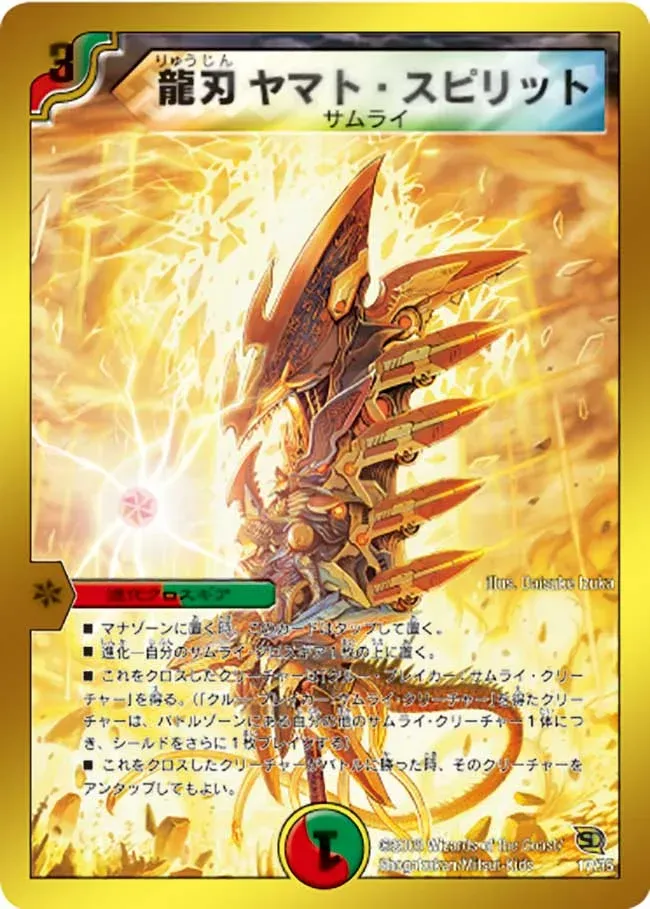 3
りゅうじん
龍刃 ヤマト・スピリット
サムライ
Illus. Daisuke Izuka
進化クロスギア
■ マナゾーンに置く時、このカードはタップして置く。
■ 進化―自分のサムライ・クロスギア1枚の上に置く。
■ これをクロスしたクリーチャーは「クルー・ブレイカー:サムライ・クリー
チャー」を得る。(「クルー・ブレイカー:サムライ・クリーチャー」を得たクリー
チャーは、バトルゾーンにある自分の他のサムライ・クリーチャー1体につ
き、シールドをさらに1枚ブレイクする)
■ これをクロスしたクリーチャーがバトルに勝った時、そのクリーチャーを
アンタップしてもよい。
1
Wizards of the Coast/
Shogakukan/Mitsui-Kids